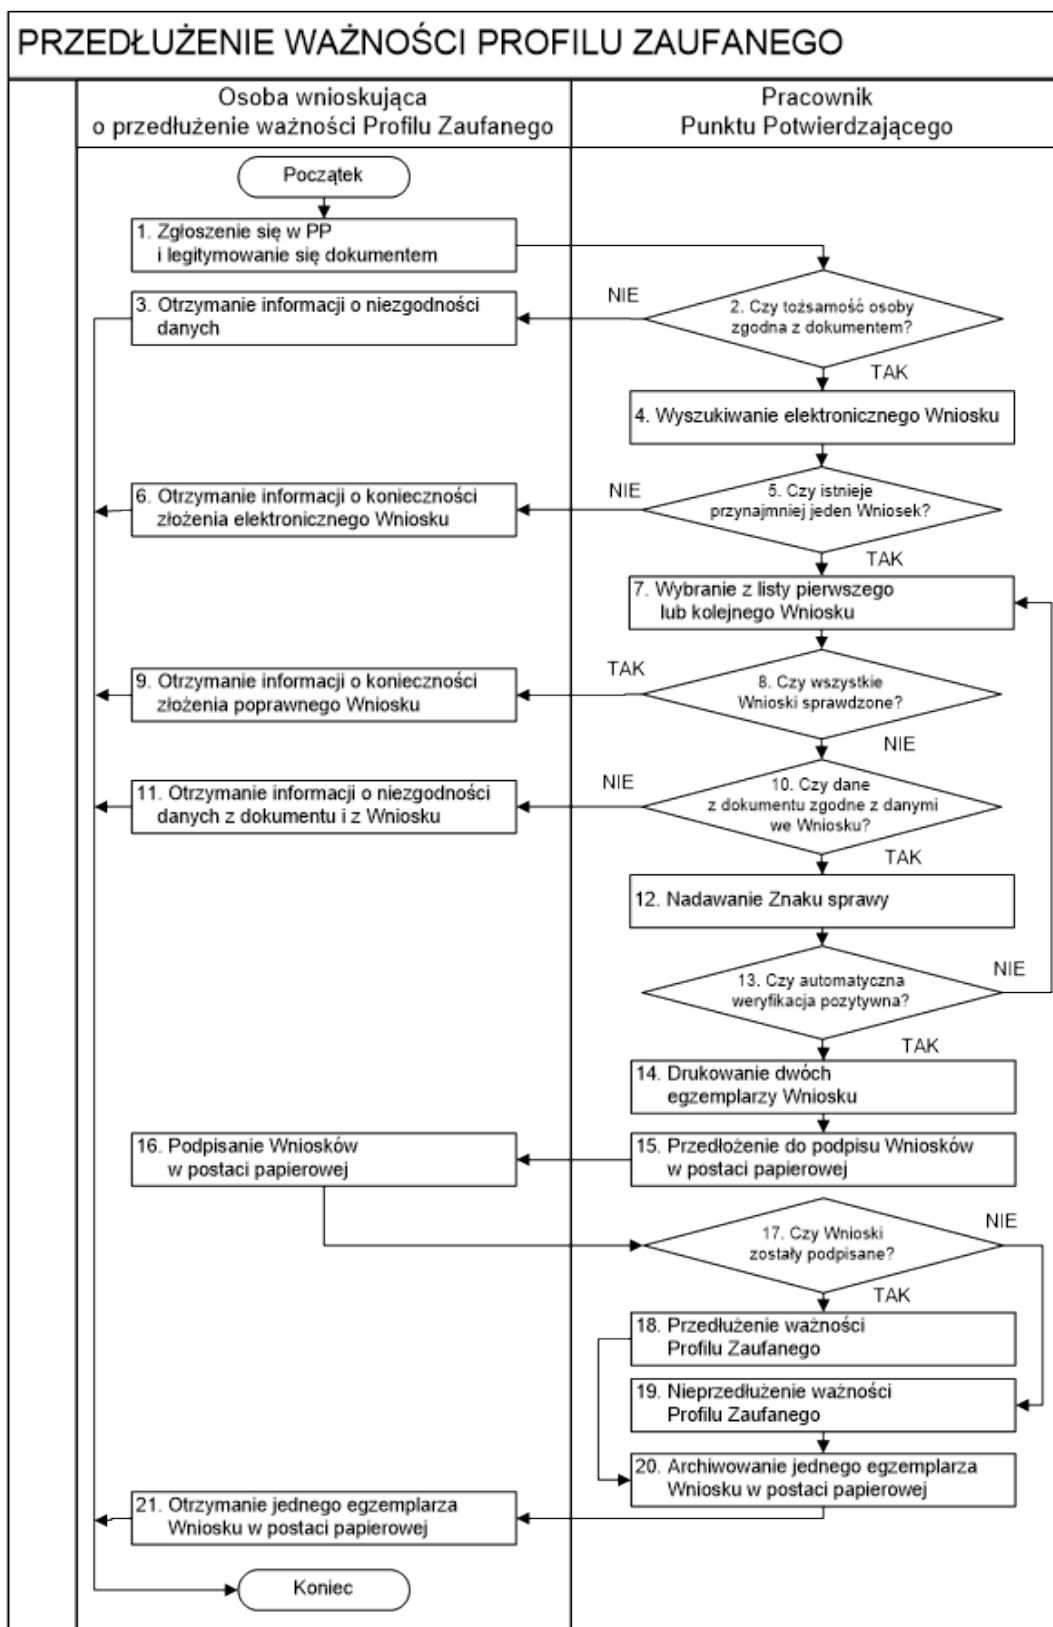 PRZEDŁUŻENIE WAŻNOŚCI PROFILU ZAUFANEGO
Osoba wnioskująca
o przedłużenie ważności Profilu Zaufanego
Pracownik
Punktu Potwierdzającego
Początek
1. Zgłoszenie się w PP
i legitymowanie się dokumentem
2. Czy tożsamość osoby
zgodna z dokumentem?
NIE
3. Otrzymanie informacji o niezgodności
danych
TAK
4. Wyszukiwanie elektronicznego Wniosku
5. Czy istnieje
przynajmniej jeden Wniosek?
NIE
6. Otrzymanie informacji o konieczności
złożenia elektronicznego Wniosku
TAK
7. Wybranie z listy pierwszego
lub kolejnego Wniosku
8. Czy wszystkie
Wnioski sprawdzone?
TAK
9. Otrzymanie informacji o konieczności
złożenia poprawnego Wniosku
NIE
10. Czy dane
z dokumentu zgodne z danymi
we Wniosku?
NIE
11. Otrzymanie informacji o niezgodności
danych z dokumentu i z Wniosku
TAK
12. Nadawanie Znaku sprawy
13. Czy automatyczna
weryfikacja pozytywna?
NIE
TAK
14. Drukowanie dwóch
egzemplarzy Wniosku
15. Przedłożenie do podpisu Wniosków
w postaci papierowej
16. Podpisanie Wniosków
w postaci papierowej
17. Czy Wnioski
zostały podpisane?
NIE
TAK
18. Przedłużenie ważności
Profilu Zaufanego
19. Nieprzedłużenie ważności
Profilu Zaufanego
20. Archiwowanie jednego egzemplarza
Wniosku w postaci papierowej
21. Otrzymanie jednego egzemplarza
Wniosku w postaci papierowej
Koniec